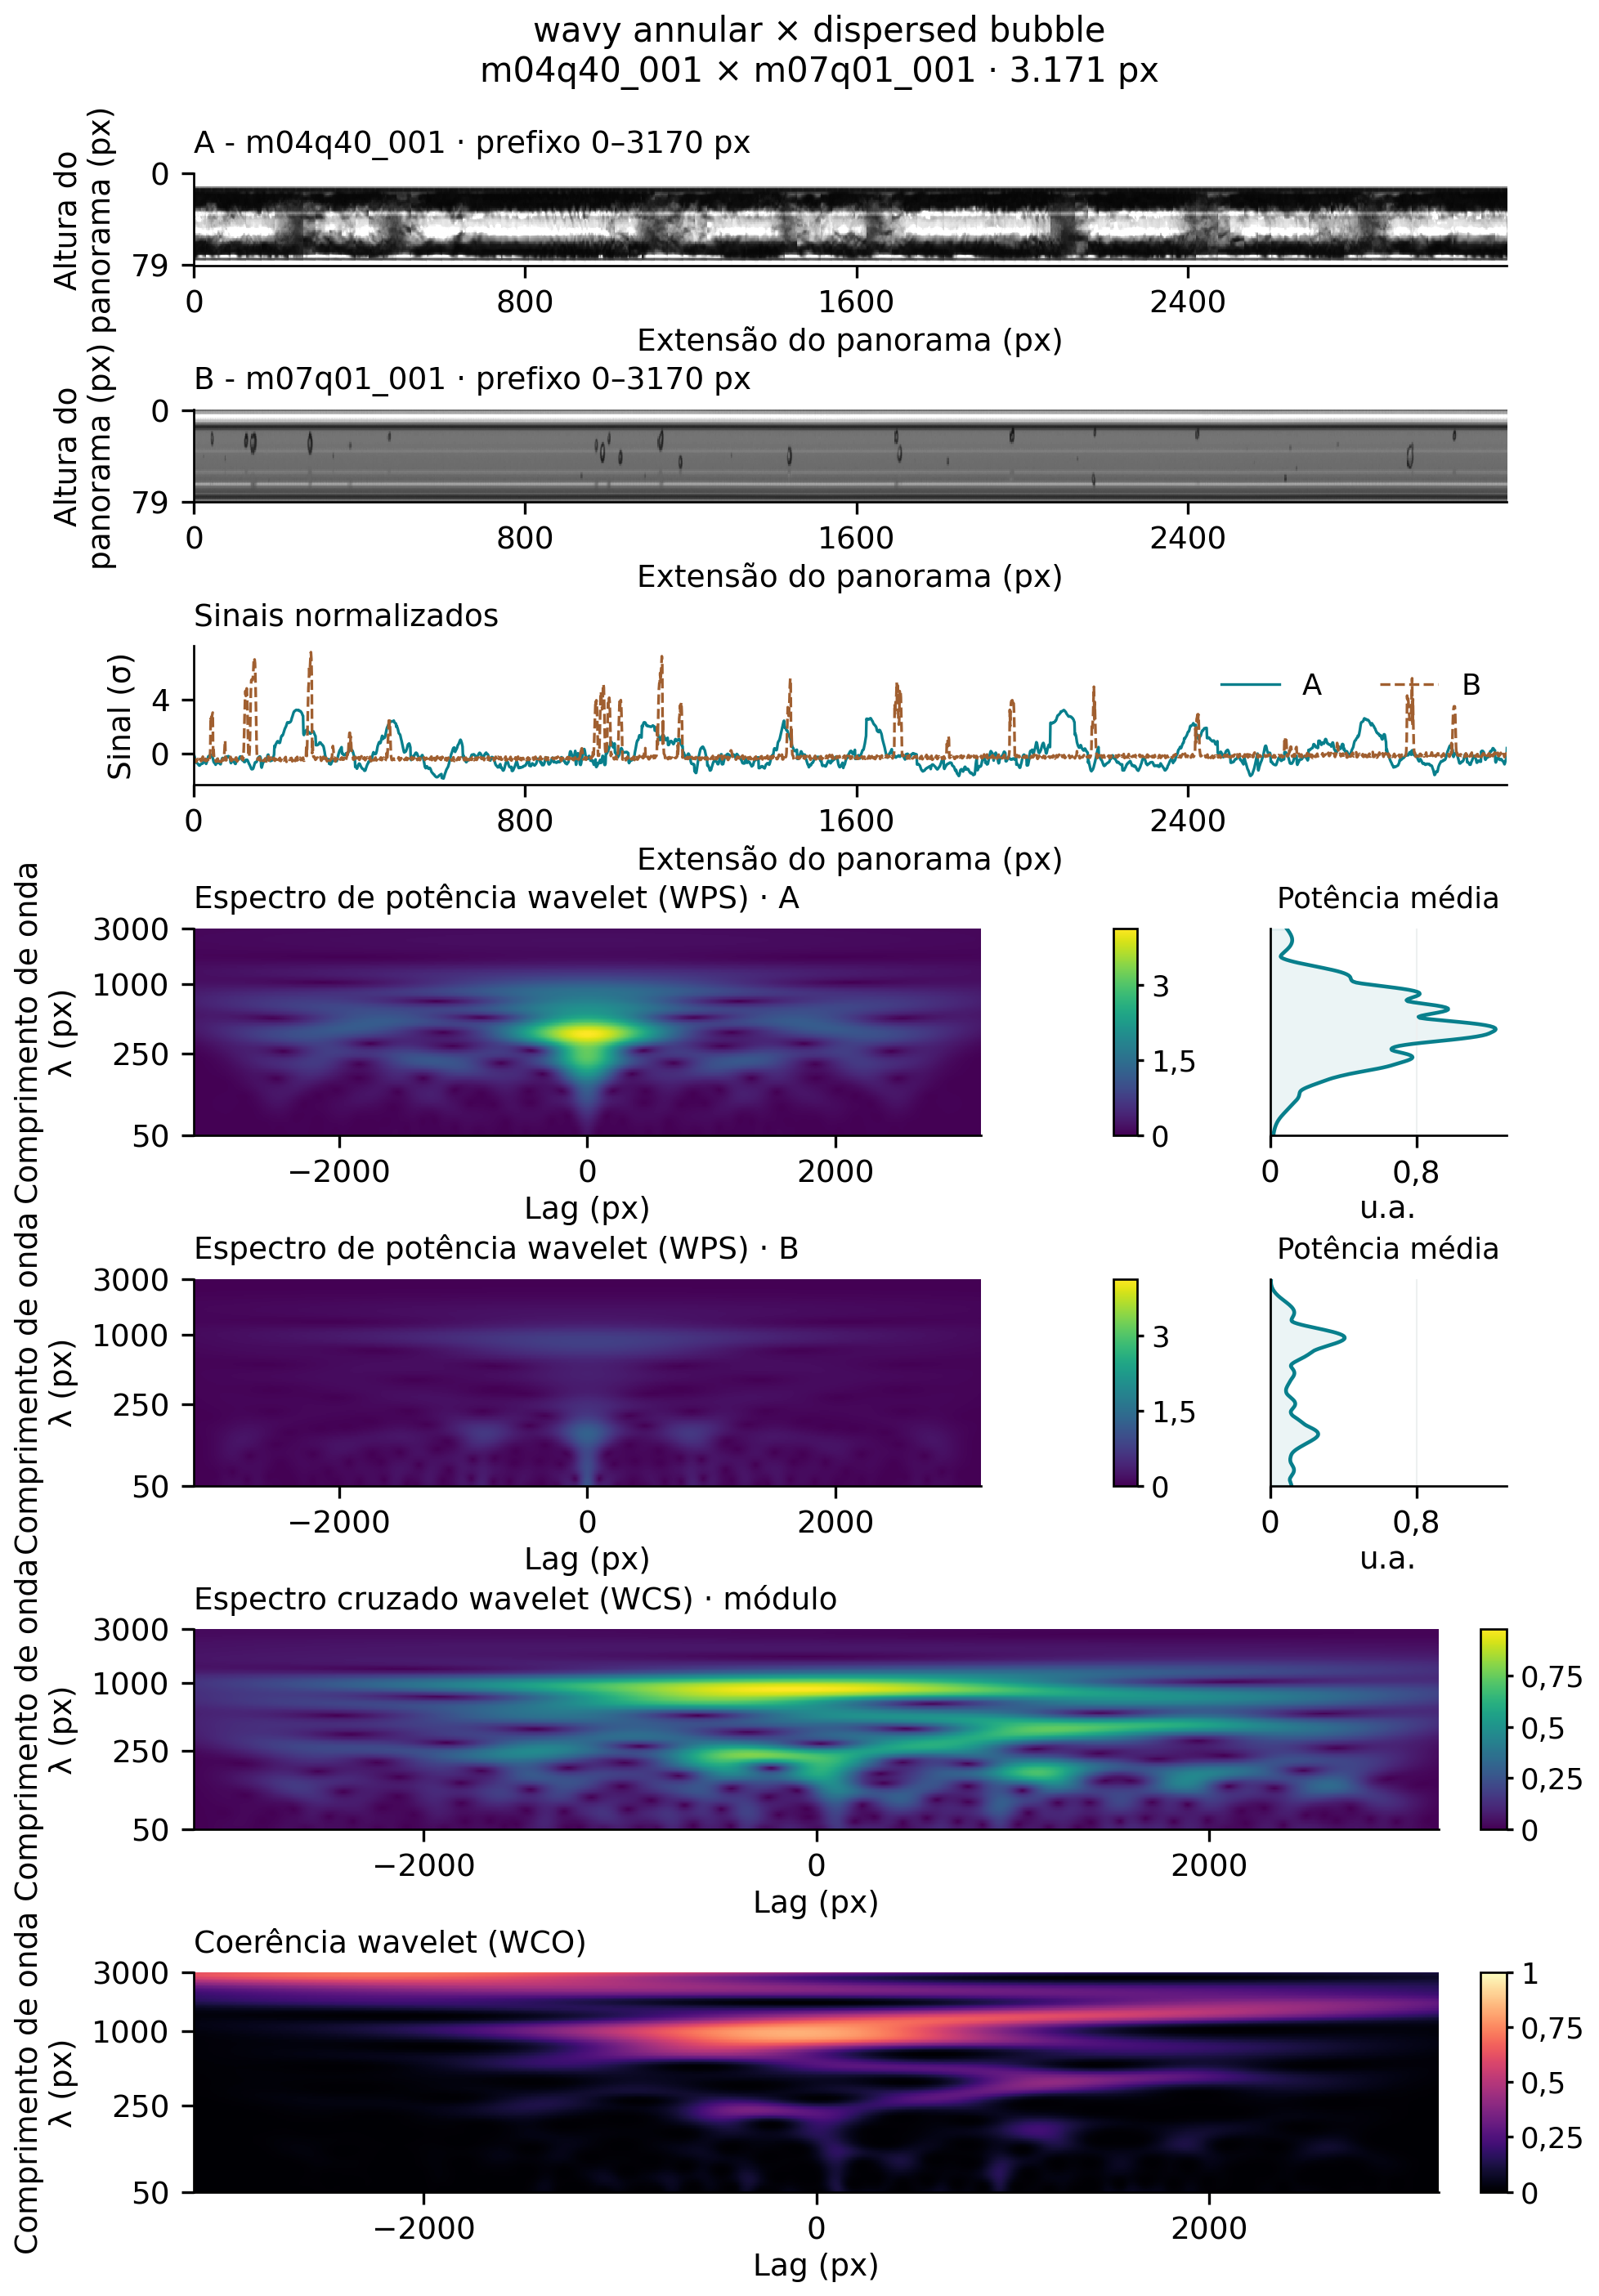 wavy annular × dispersed bubble
m04q40_001 × m07q01_001 · 3.171 px
A - m04q40_001 · prefixo 0–3170 px
Altura do
panorama (px)
0
79
0
800
1600
2400
Extensão do panorama (px)
B - m07q01_001 · prefixo 0–3170 px
Altura do
panorama (px)
0
79
0
800
1600
2400
Extensão do panorama (px)
Sinais normalizados
Sinal (σ)
4
0
A
B
0
800
1600
2400
Extensão do panorama (px)
Espectro de potência wavelet (WPS) · A
Comprimento de onda
λ (px)
3000
1000
250
50
−2000
0
2000
Lag (px)
3
1,5
0
Potência média
0
0,8
u.a.
Espectro de potência wavelet (WPS) · B
Comprimento de onda
λ (px)
3000
1000
250
50
−2000
0
2000
Lag (px)
3
1,5
0
Potência média
0
0,8
u.a.
Espectro cruzado wavelet (WCS) · módulo
Comprimento de onda
λ (px)
3000
1000
250
50
−2000
0
2000
Lag (px)
0,75
0,5
0,25
0
Coerência wavelet (WCO)
Comprimento de onda
λ (px)
3000
1000
250
50
−2000
0
2000
Lag (px)
1
0,75
0,5
0,25
0